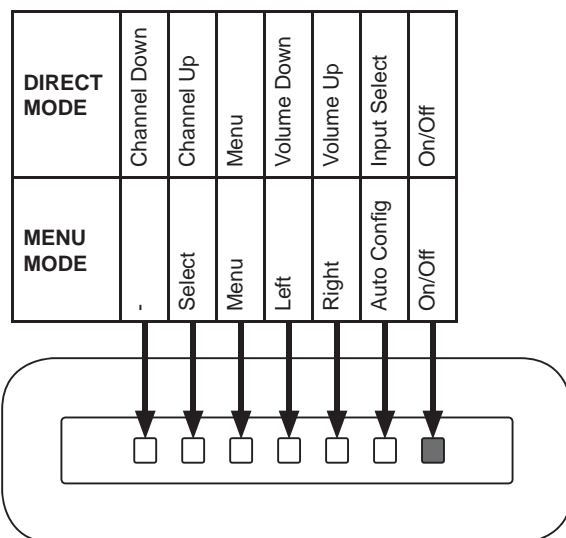 DIRECT
MODE
Channel Down
Channel Up
Menu
Volume Down
Volume Up
Input Select
On/Off
MENU
MODE
-
Select
Menu
Left
Right
Auto Config
On/Off